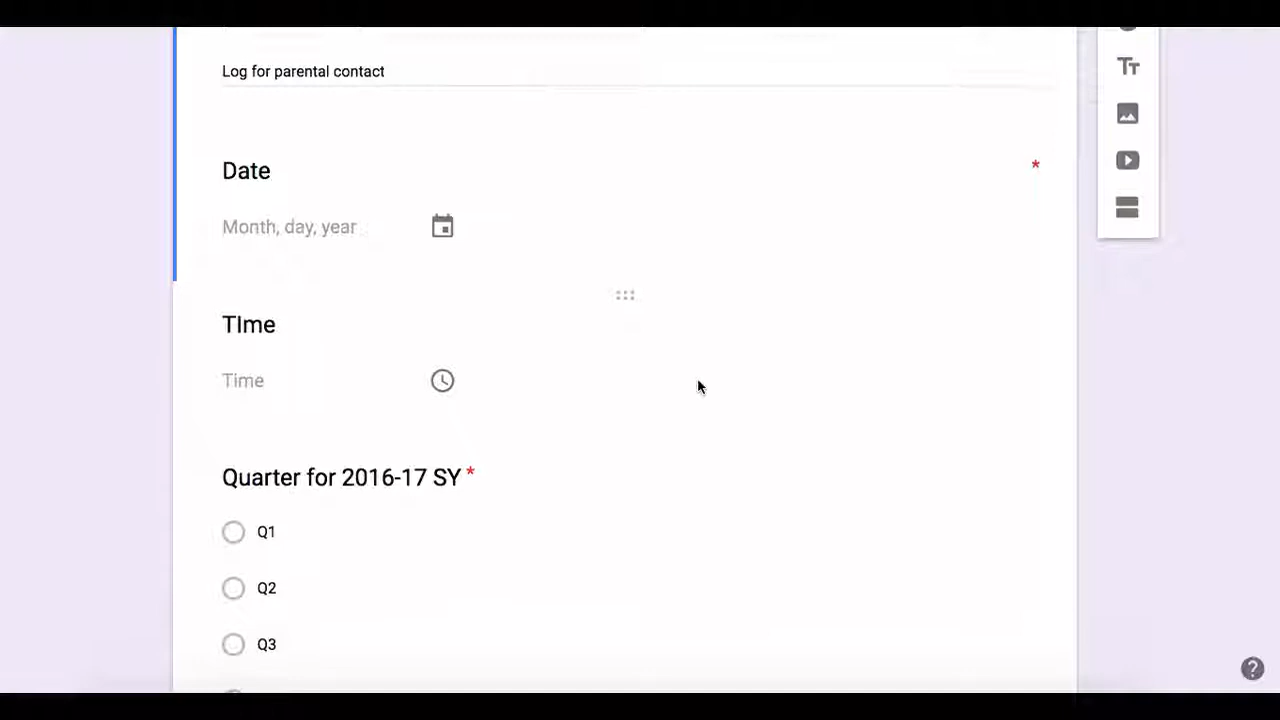 Log for parental contact
Date *
Month, day, year
TIme
Time
Quarter for 2016-17 SY *
Q1
Q2
Q3